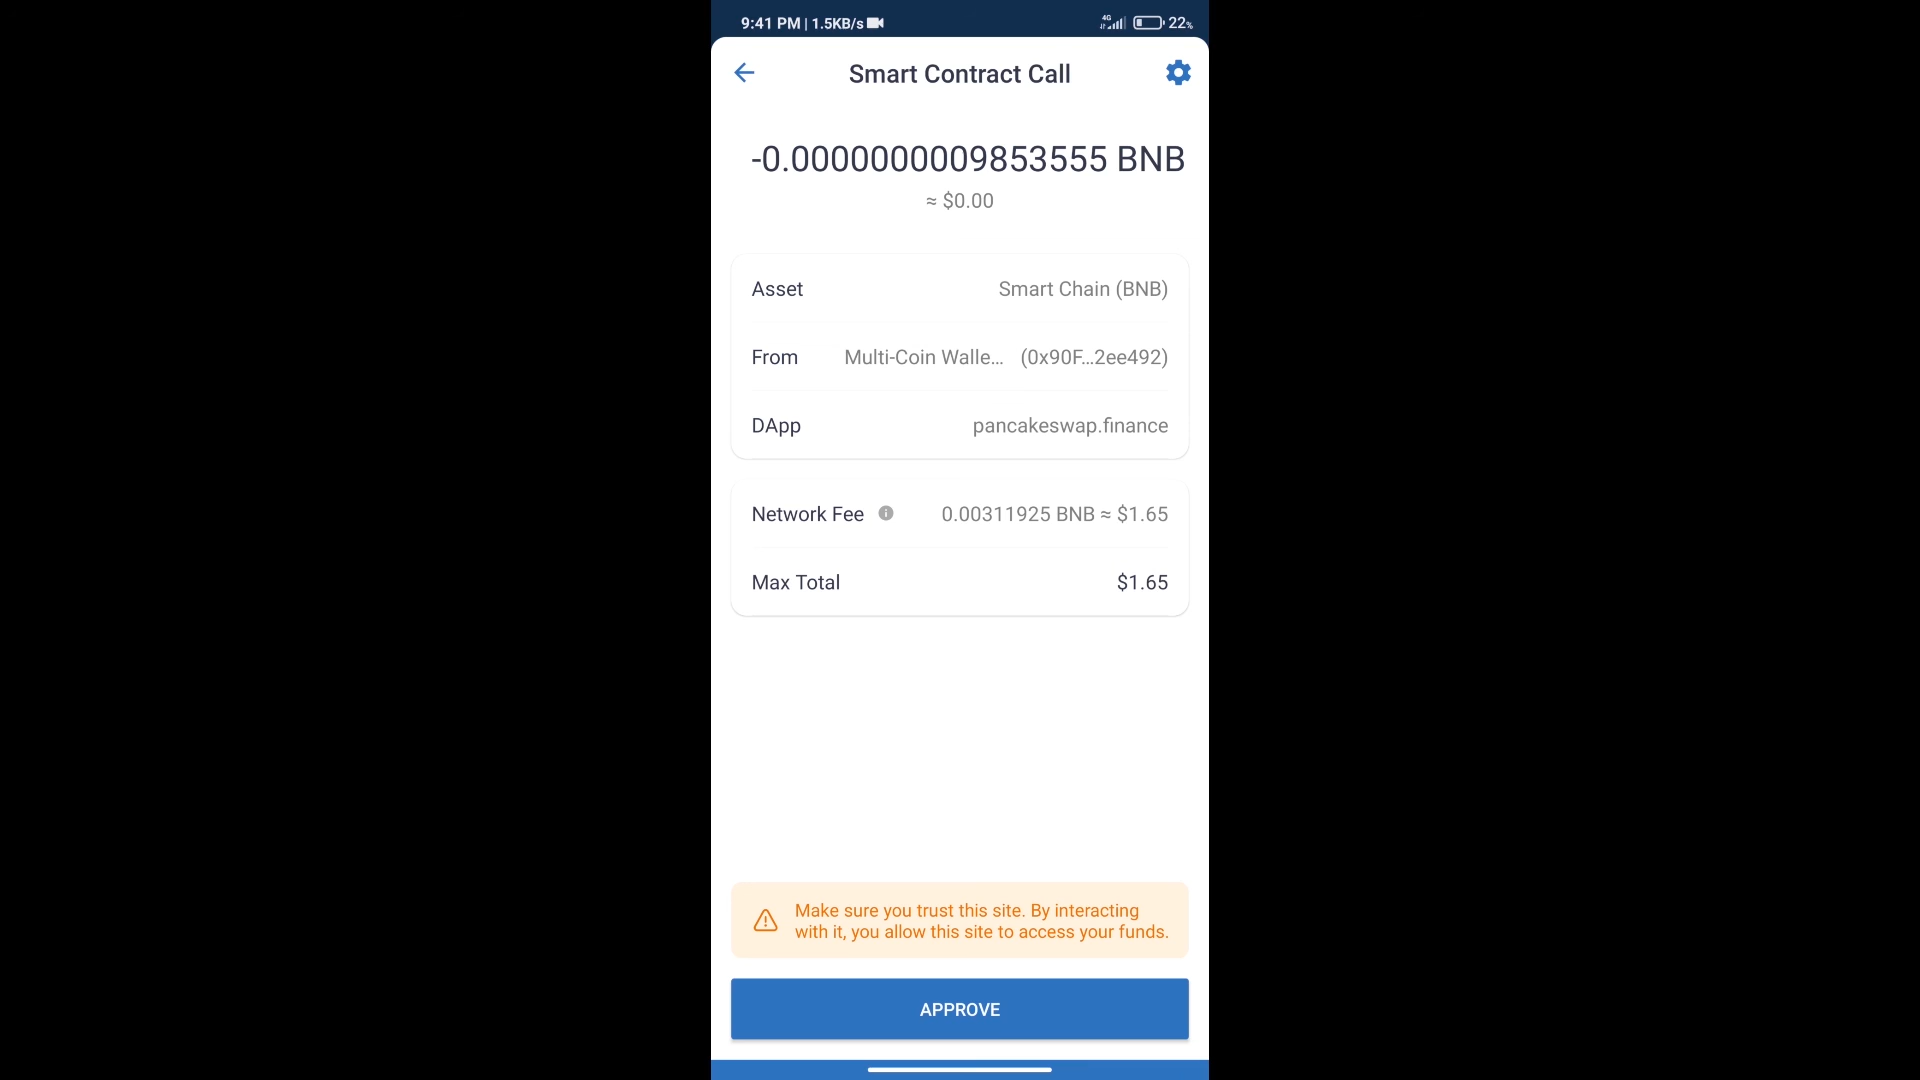 9:41 PM | 1.5KB/s 4G 22%
Smart Contract Call
-0.0000000009853555 BNB
≈ $0.00
Asset Smart Chain (BNB)
From Multi-Coin Walle... (0x90F...2ee492)
DApp pancakeswap.finance
Network Fee 0.00311925 BNB ≈ $1.65
Max Total $1.65
Make sure you trust this site. By interacting
with it, you allow this site to access your funds.
APPROVE